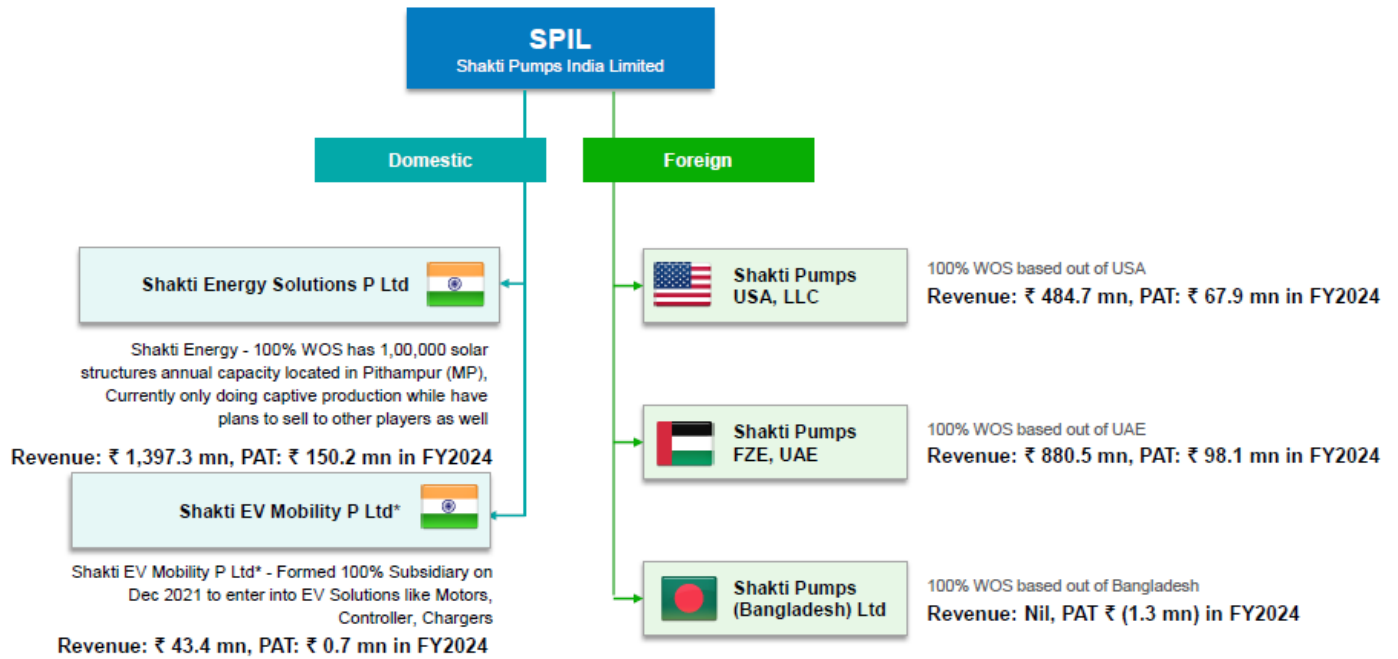 SPIL
Shakti Pumps India Limited
Domestic
Foreign
Shakti Energy Solutions P Ltd
Shakti Energy - 100% WOS has 1,00,000 solar
structures annual capacity located in Pithampur (MP),
Currently only doing captive production while have
plans to sell to other players as well
Revenue: ₹ 1,397.3 mn, PAT: ₹ 150.2 mn in FY2024
Shakti EV Mobility P Ltd*
Shakti EV Mobility P Ltd* - Formed 100% Subsidiary on
Dec 2021 to enter into EV Solutions like Motors,
Controller, Chargers
Revenue: ₹ 43.4 mn, PAT: ₹ 0.7 mn in FY2024
Shakti Pumps
USA, LLC
100% WOS based out of USA
Revenue: ₹ 484.7 mn, PAT: ₹ 67.9 mn in FY2024
Shakti Pumps
FZE, UAE
100% WOS based out of UAE
Revenue: ₹ 880.5 mn, PAT: ₹ 98.1 mn in FY2024
Shakti Pumps
(Bangladesh) Ltd
100% WOS based out of Bangladesh
Revenue: Nil, PAT ₹ (1.3 mn) in FY2024